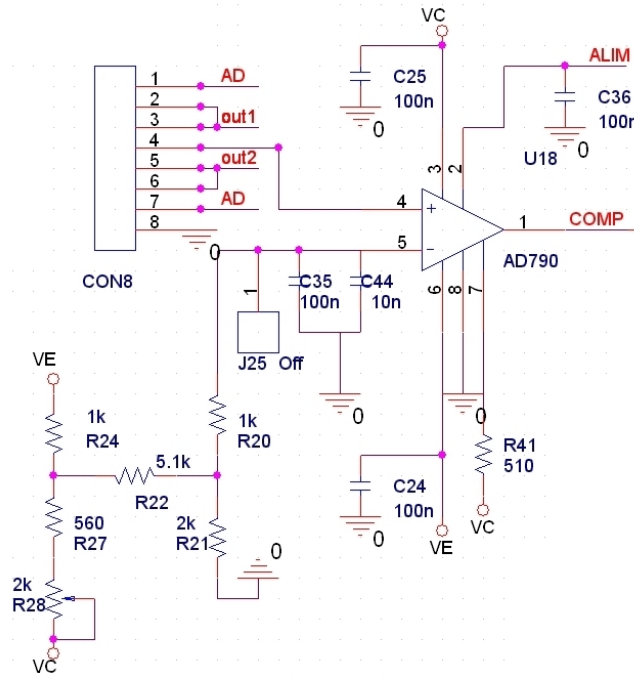 VC
1 AD
2
3 out1
4
5 out2
6
7 AD
8
0
CON8
C25
100n
0
ALIM
C36
100n
0
3
2
U18
4 +
5 -
1 COMP
AD790
6
8
7
C35
100n
C44
10n
0
0
1
J25 Off
VE
1k
R24
5.1k
R22
1k
R20
560
R27
2k
R21
0
2k
R28
VC
C24
100n
0
VE
R41
510
VC